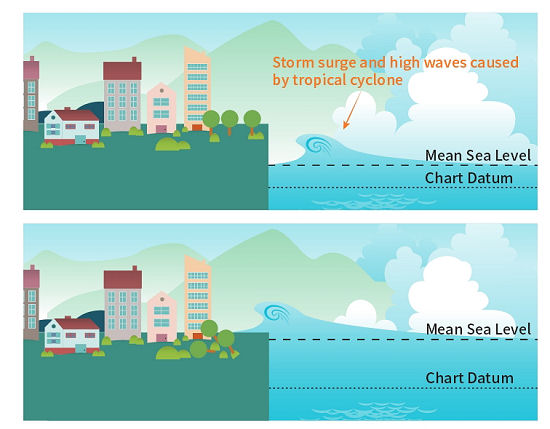 Storm surge and high waves caused
by tropical cyclone
Mean Sea Level
Chart Datum
Mean Sea Level
Chart Datum